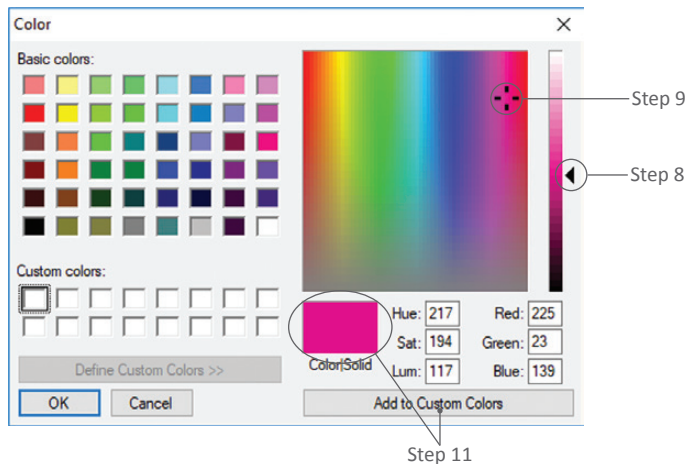 Color
Basic colors:
Step 9
Step 8
Custom colors:
Hue: 217 Red: 225
Sat: 194 Green: 23
Color|Solid Lum: 117 Blue: 139
Define Custom Colors >>
OK Cancel Add to Custom Colors
Step 11